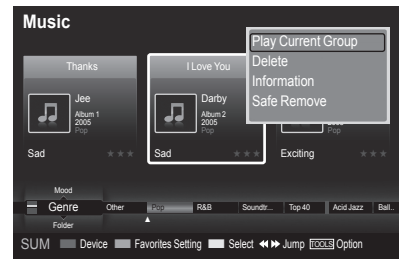 Music
Play Current Group
Delete
Information
Safe Remove
Thanks
I Love You
Jee
Album 1
2005
Pop
Darby
Album 2
2005
Pop
Pop
Sad ★★★
Sad ★★★
Exciting ★★
Mood
Genre Other Pop R&B Soundtr... Top 40 Acid Jazz Ball..
Folder
SUM Device Favorites Setting Select ◄◄ ►► Jump TOOLS Option